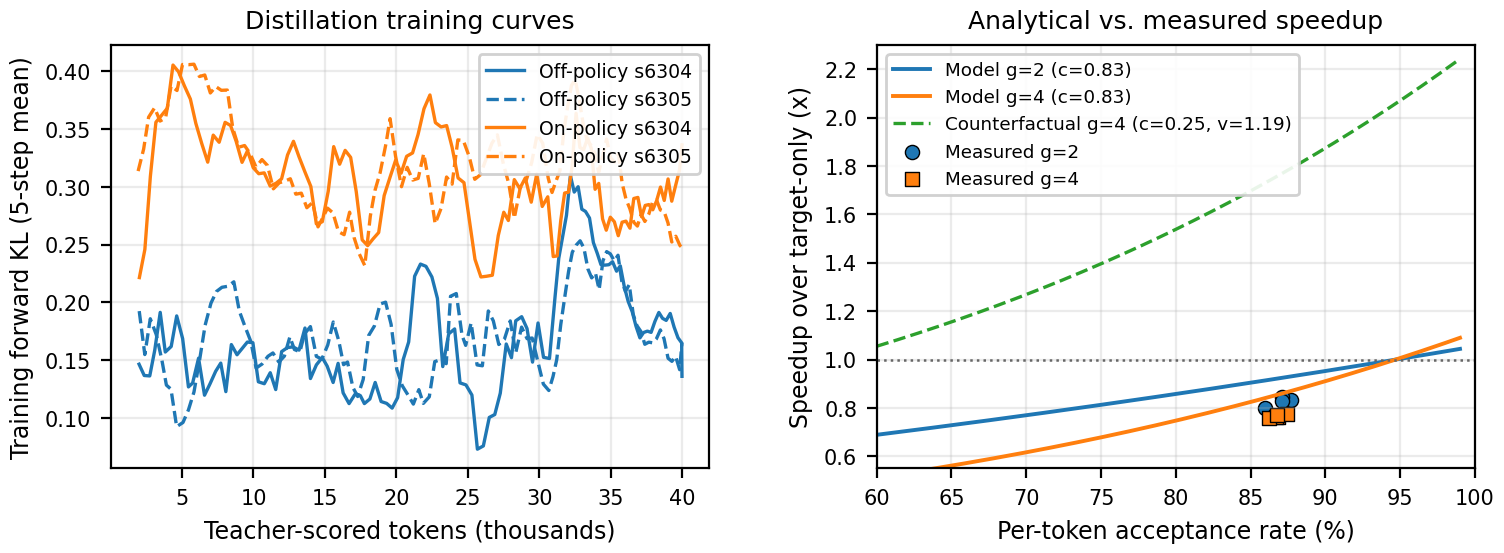 Distillation training curves
Training forward KL (5-step mean)
0.40
0.35
0.30
0.25
0.20
0.15
0.10
Off-policy s6304
Off-policy s6305
On-policy s6304
On-policy s6305
5 10 15 20 25 30 35 40
Teacher-scored tokens (thousands)
Analytical vs. measured speedup
Speedup over target-only (x)
2.2
2.0
1.8
1.6
1.4
1.2
1.0
0.8
0.6
Model g=2 (c=0.83)
Model g=4 (c=0.83)
Counterfactual g=4 (c=0.25, v=1.19)
Measured g=2
Measured g=4
60 65 70 75 80 85 90 95 100
Per-token acceptance rate (%)